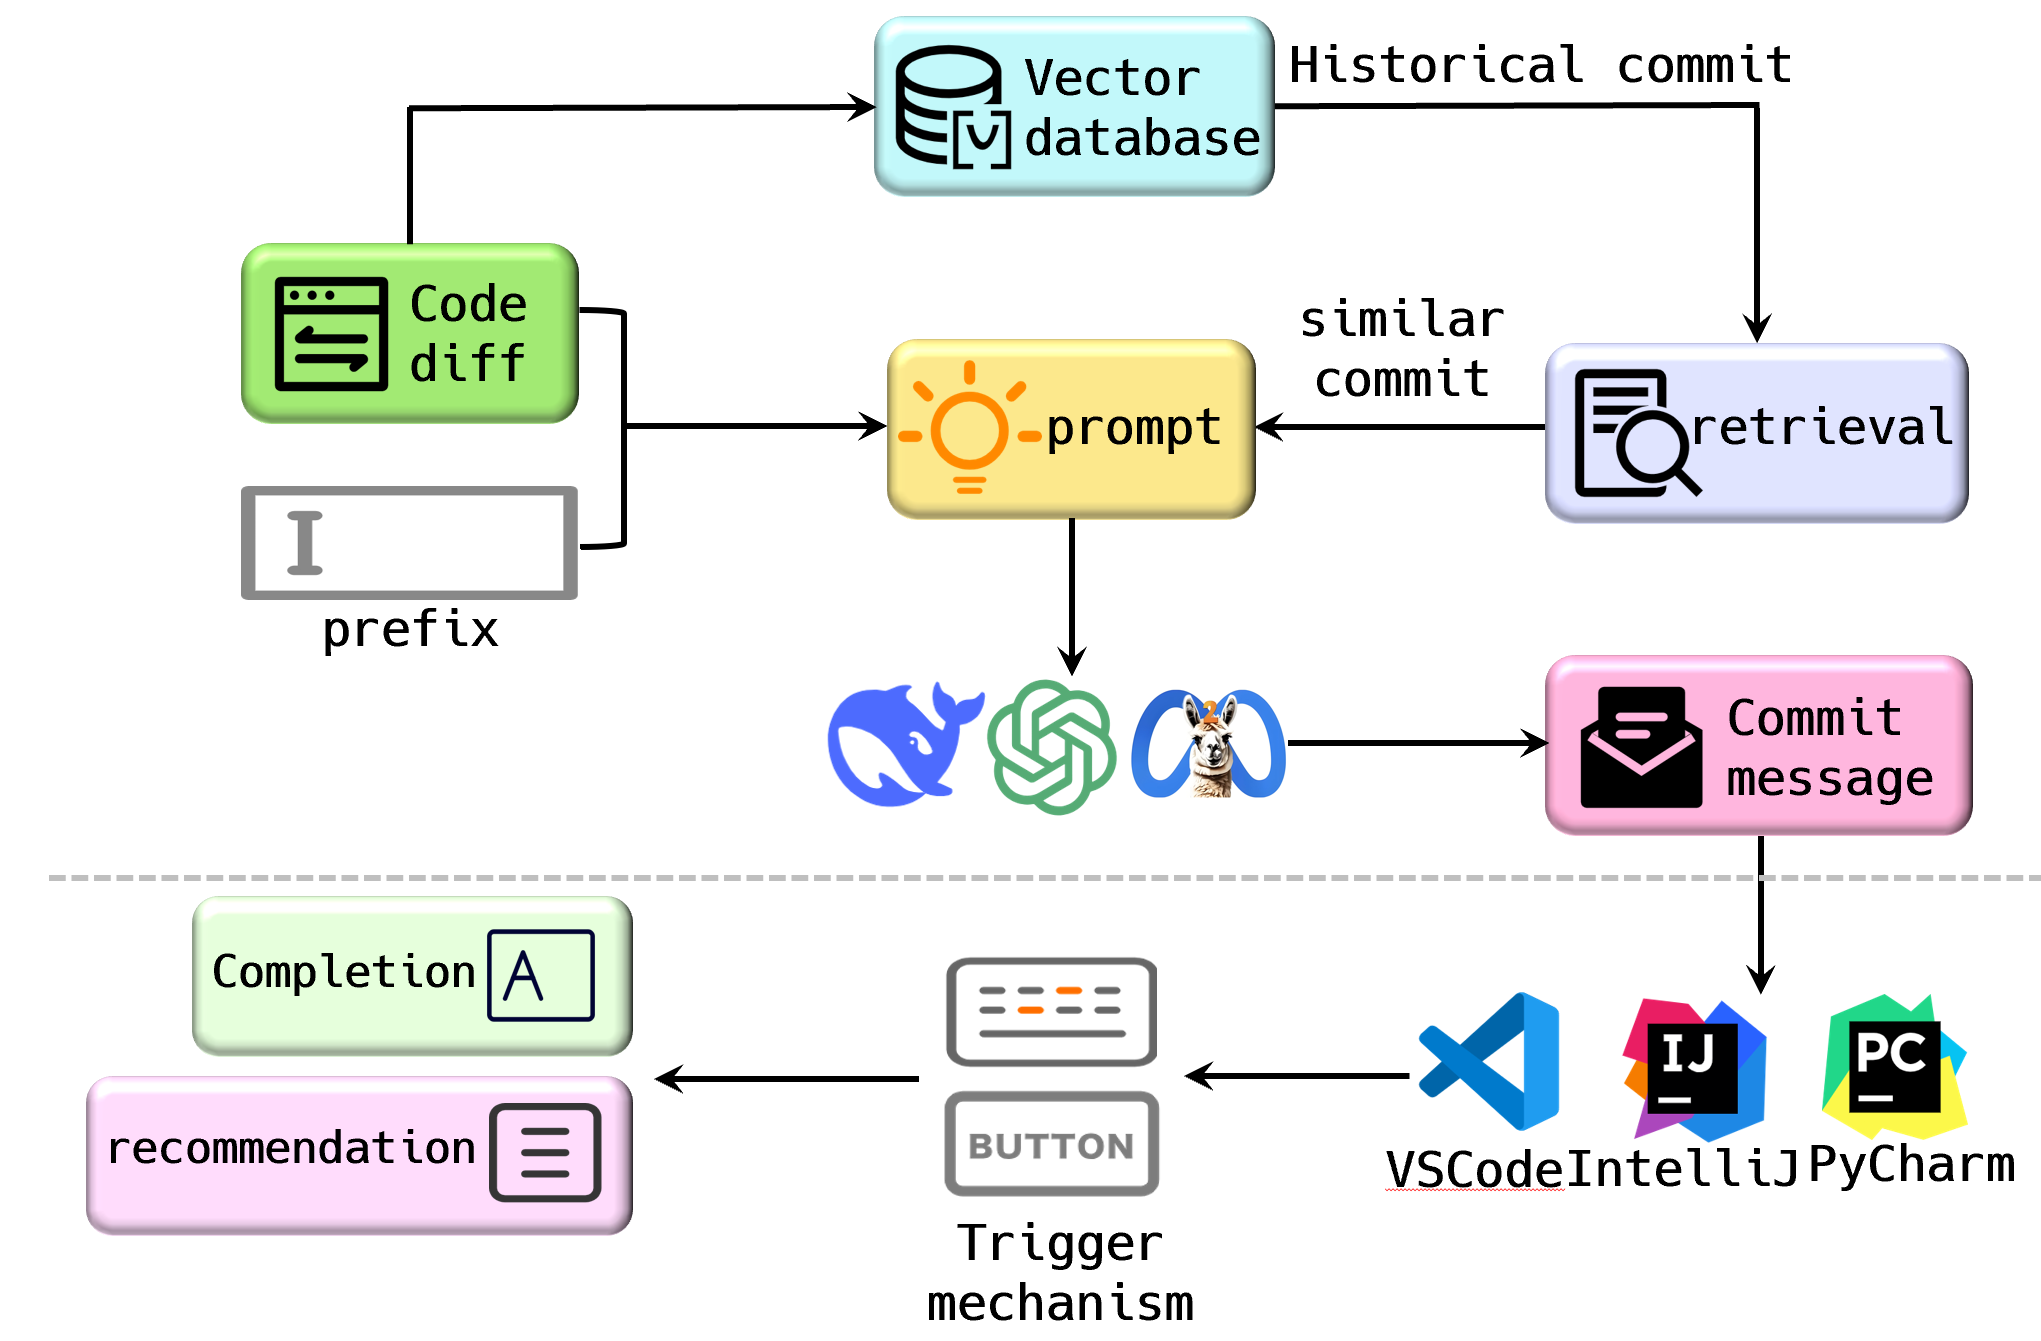 Vector
database
Historical commit
Code
diff
similar
commit
prompt
retrieval
prefix
2
Commit
message
Completion
A
recommendation
BUTTON
Trigger
mechanism
IJ
PC
VSCode
IntelliJ
PyCharm